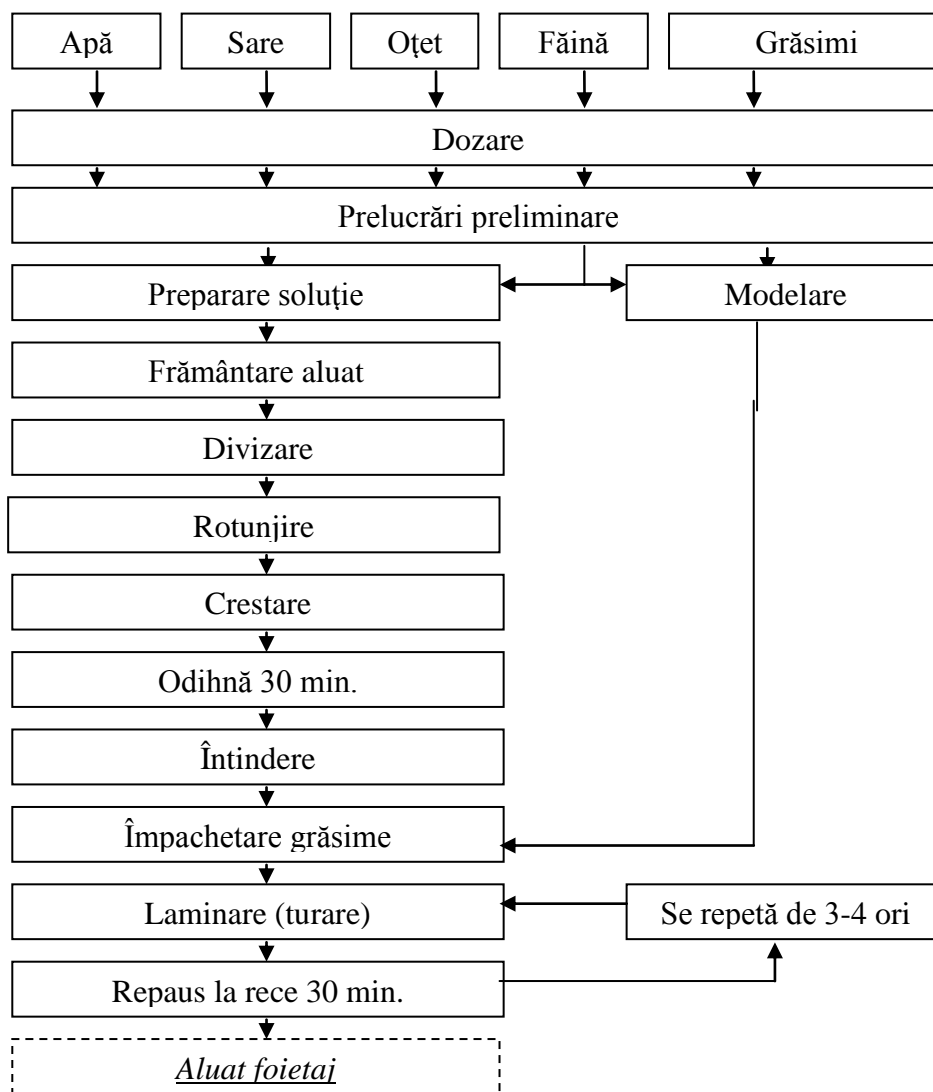 Apă Sare Oțet Făină Grăsimi
Dozare
Prelucrări preliminare
Preparare soluție Modelare
Frământare aluat
Divizare
Rotunjire
Crestare
Odihnă 30 min.
Întindere
Împachetare grăsime
Laminare (turare) Se repetă de 3-4 ori
Repaus la rece 30 min.
Aluat foietaj